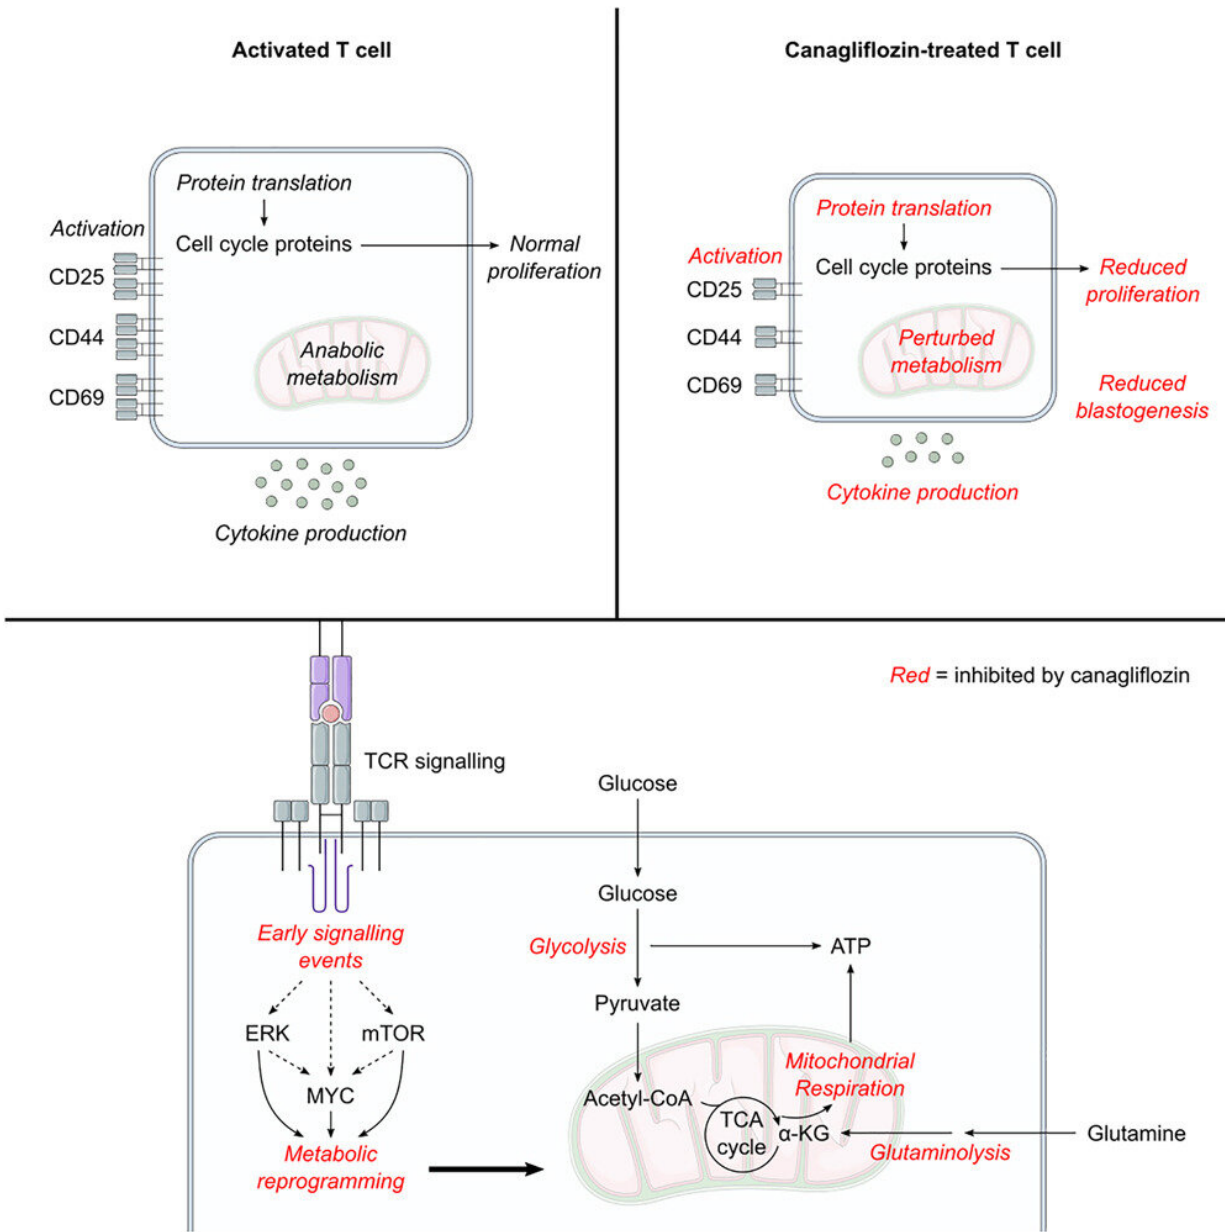 Activated T cell
Protein translation
Activation
Cell cycle proteins
Normal
proliferation
CD25
CD44
CD69
Anabolic
metabolism
Cytokine production
Canagliflozin-treated T cell
Protein translation
Activation
Cell cycle proteins
Reduced
proliferation
CD25
CD44
CD69
Perturbed
metabolism
Reduced
blastogenesis
Cytokine production
Red = inhibited by canagliflozin
TCR signalling
Early signalling
events
ERK
mTOR
MYC
Metabolic
reprogramming
Glucose
Glucose
Glycolysis
ATP
Pyruvate
Mitochondrial
Respiration
Acetyl-CoA
TCA
cycle
α-KG
Glutaminolysis
Glutamine